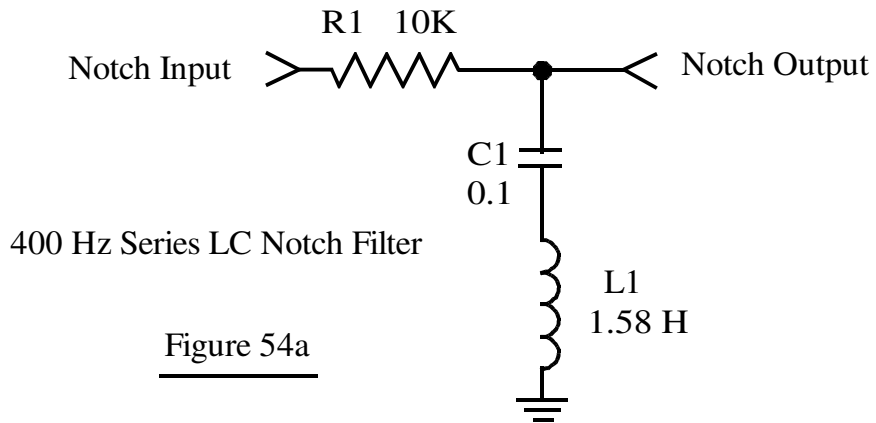 R1 10K
Notch Input
Notch Output
C1
0.1
400 Hz Series LC Notch Filter
L1
1.58 H
Figure 54a